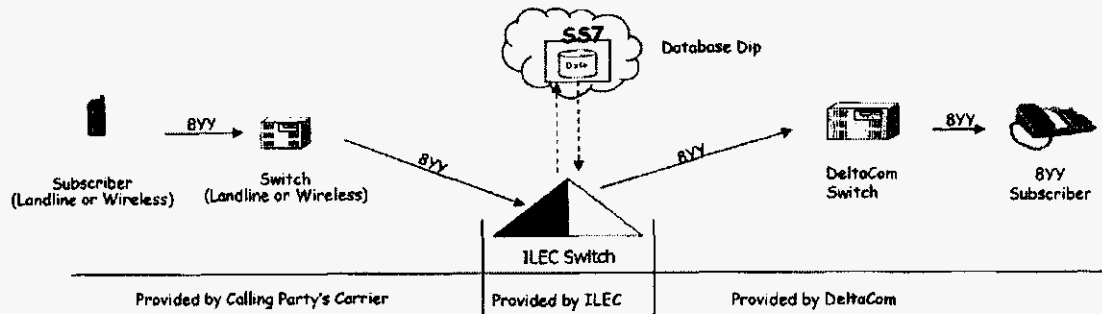 SS7
Data
Database Dip
8YY
8YY
8YY
8YY
Subscriber
(Landline or Wireless)
Switch
(Landline or Wireless)
DeltaCom
Switch
8YY
Subscriber
ILEC Switch
Provided by Calling Party's Carrier
Provided by ILEC
Provided by DeltaCom